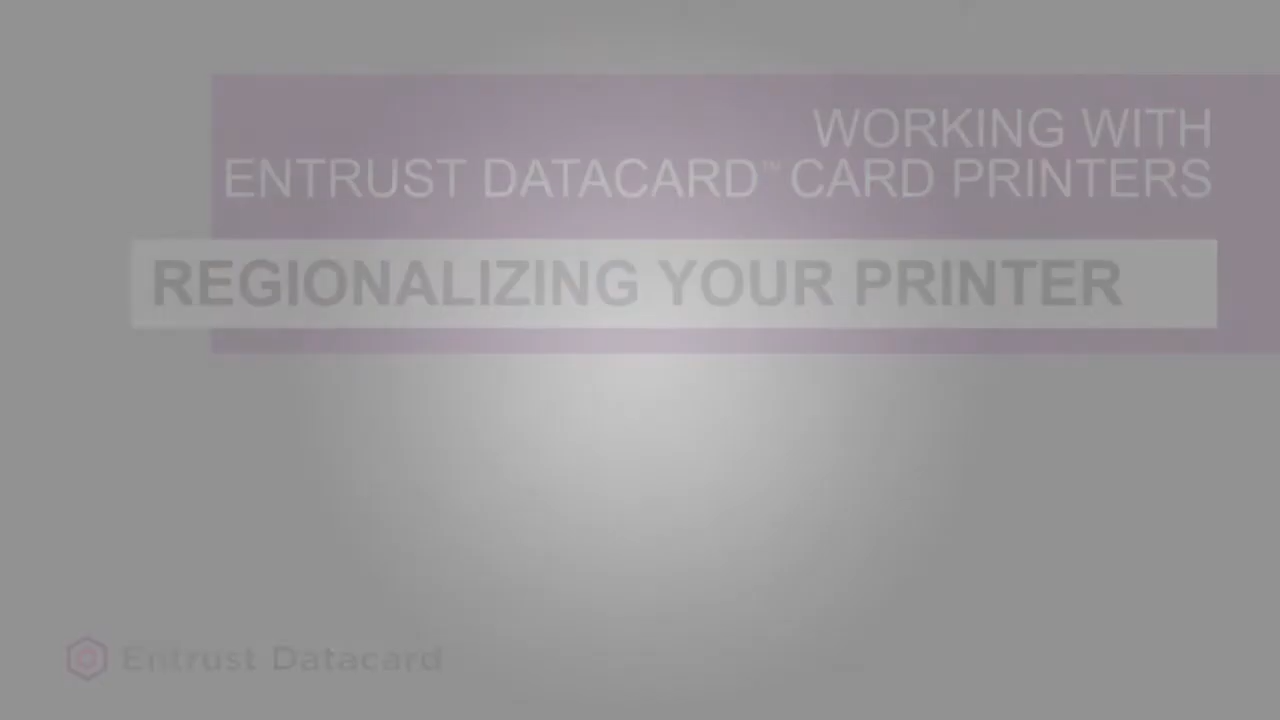 WORKING WITH
ENTRUST DATACARD™ CARD PRINTERS
REGIONALIZING YOUR PRINTER
Entrust Datacard